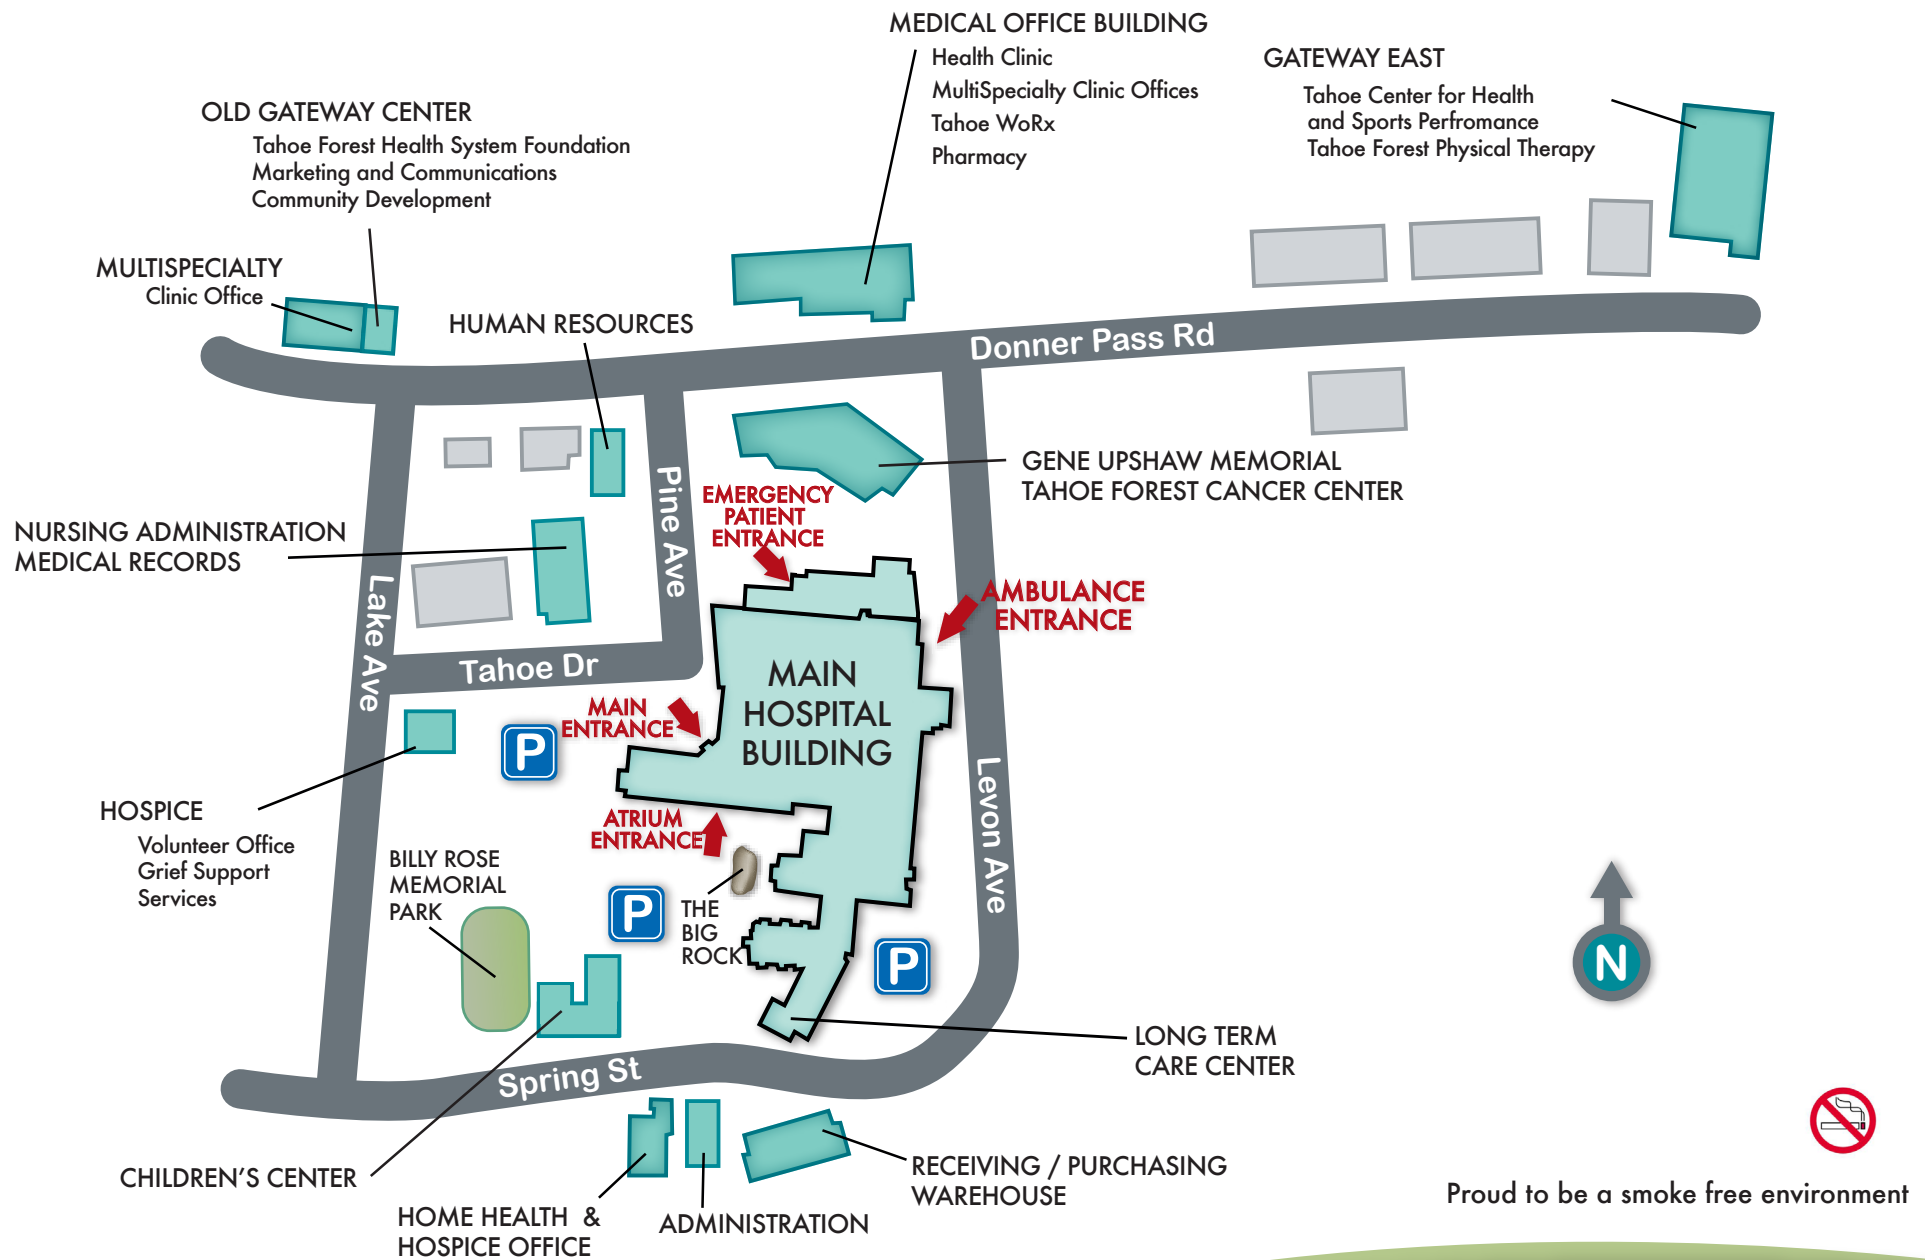 MEDICAL OFFICE BUILDING
Health Clinic
MultiSpecialty Clinic Offices
Tahoe WoRx
Pharmacy
GATEWAY EAST
Tahoe Center for Health
and Sports Perfromance
Tahoe Forest Physical Therapy
OLD GATEWAY CENTER
Tahoe Forest Health System Foundation
Marketing and Communications
Community Development
MULTISPECIALTY
Clinic Office
HUMAN RESOURCES
Donner Pass Rd
GENE UPSHAW MEMORIAL
TAHOE FOREST CANCER CENTER
EMERGENCY
PATIENT
ENTRANCE
Pine Ave
NURSING ADMINISTRATION
MEDICAL RECORDS
Lake Ave
AMBULANCE
ENTRANCE
Tahoe Dr
MAIN
HOSPITAL
BUILDING
MAIN
ENTRANCE
P
Levon Ave
HOSPICE
Volunteer Office
Grief Support
Services
ATRIUM
ENTRANCE
BILLY ROSE
MEMORIAL
PARK
P
THE
BIG
ROCK
P
N
LONG TERM
CARE CENTER
Spring St
CHILDREN'S CENTER
HOME HEALTH &
HOSPICE OFFICE
ADMINISTRATION
RECEIVING / PURCHASING
WAREHOUSE
Proud to be a smoke free environment